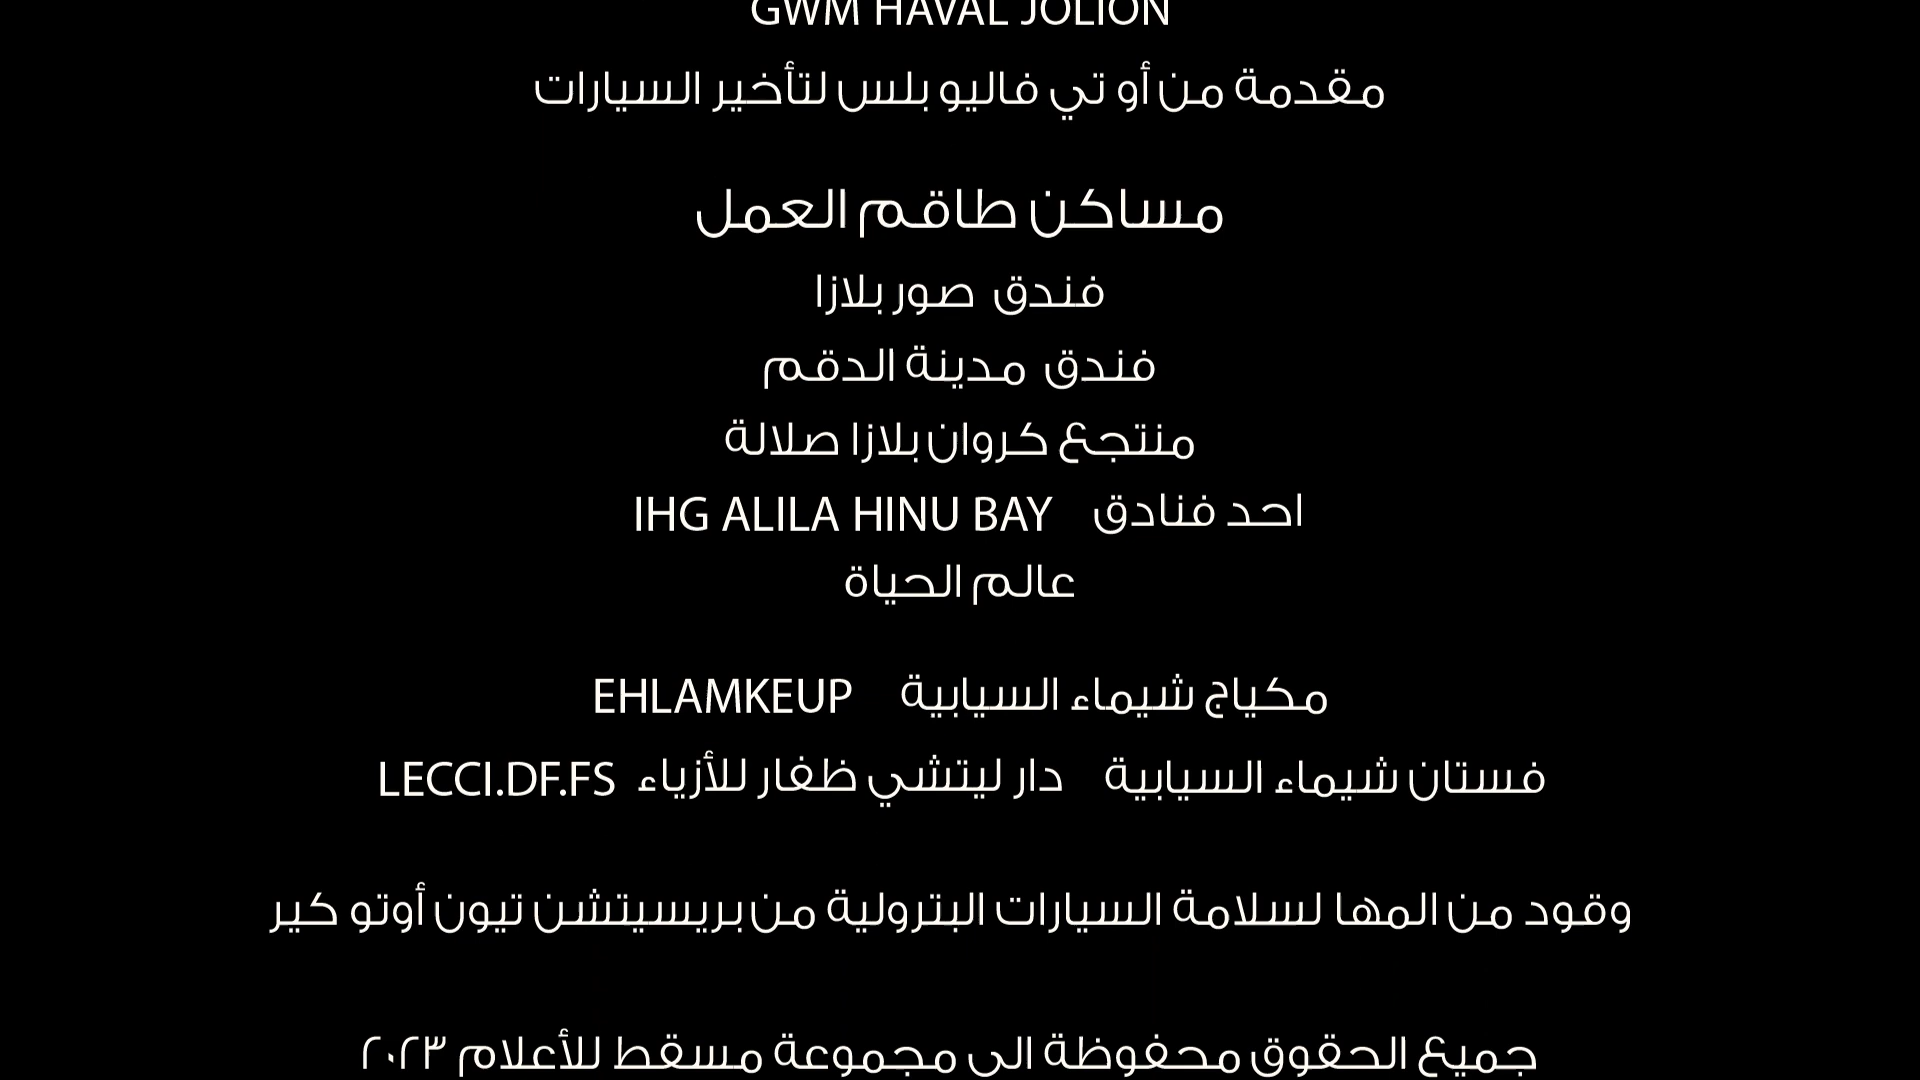 GWM HAVAL JOLION
مقدمة من أو تي فاليو بلس لتأخير السيارات
مساكن طاقم العمل
فندق صور بلازا
فندق مدينة الدقم
منتجع كروان بلازا صلالة
احد فنادق IHG ALILA HINU BAY
عالم الحياة
مكياج شيماء السيابية EHLAMKEUP
فستان شيماء السيابية دار ليتشي ظفار للأزياء LECCI.DF.FS
وقود من المها لسلامة السيارات البترولية من بريسيتشن تيون أوتو كير
جميع الحقوق محفوظة الى مجموعة مسقط للأعلام ٢٠٢٣